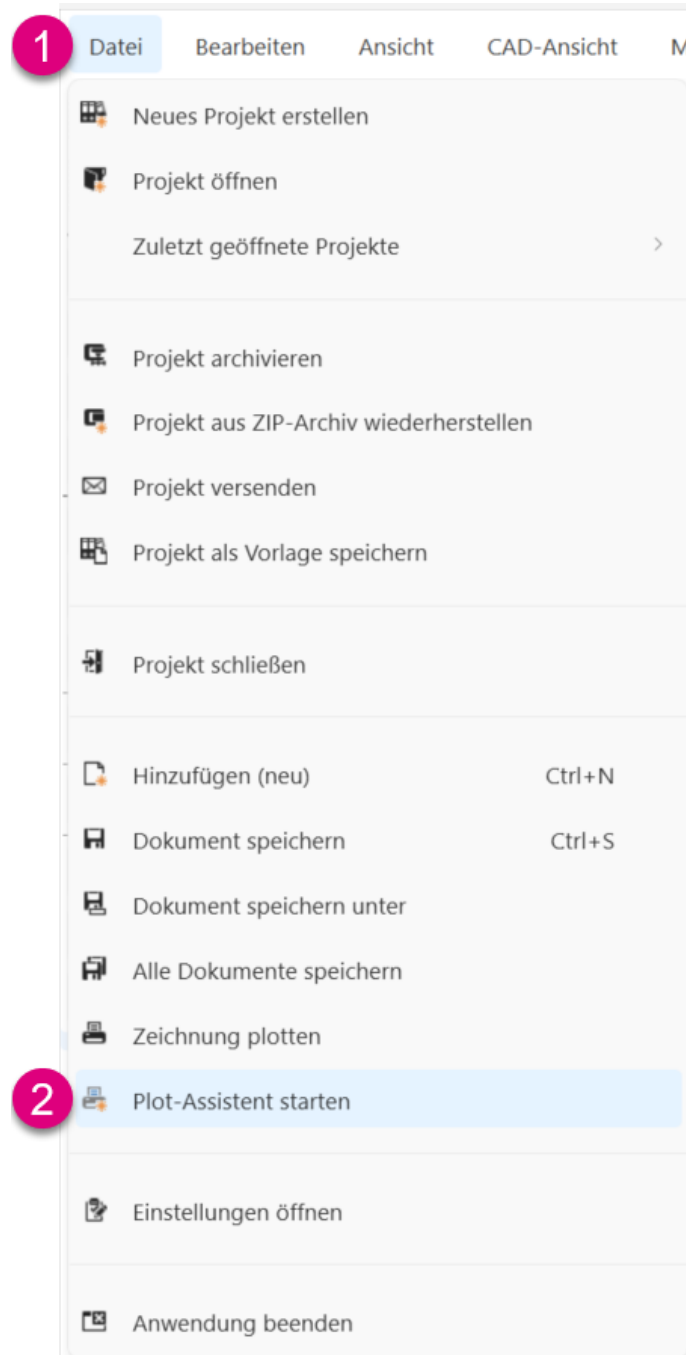 1 Datei Bearbeiten Ansicht CAD-Ansicht
Neues Projekt erstellen
Projekt öffnen
Zuletzt geöffnete Projekte
Projekt archivieren
Projekt aus ZIP-Archiv wiederherstellen
Projekt versenden
Projekt als Vorlage speichern
Projekt schließen
Hinzufügen (neu) Ctrl+N
Dokument speichern Ctrl+S
Dokument speichern unter
Alle Dokumente speichern
Zeichnung plotten
2 Plot-Assistent starten
Einstellungen öffnen
Anwendung beenden